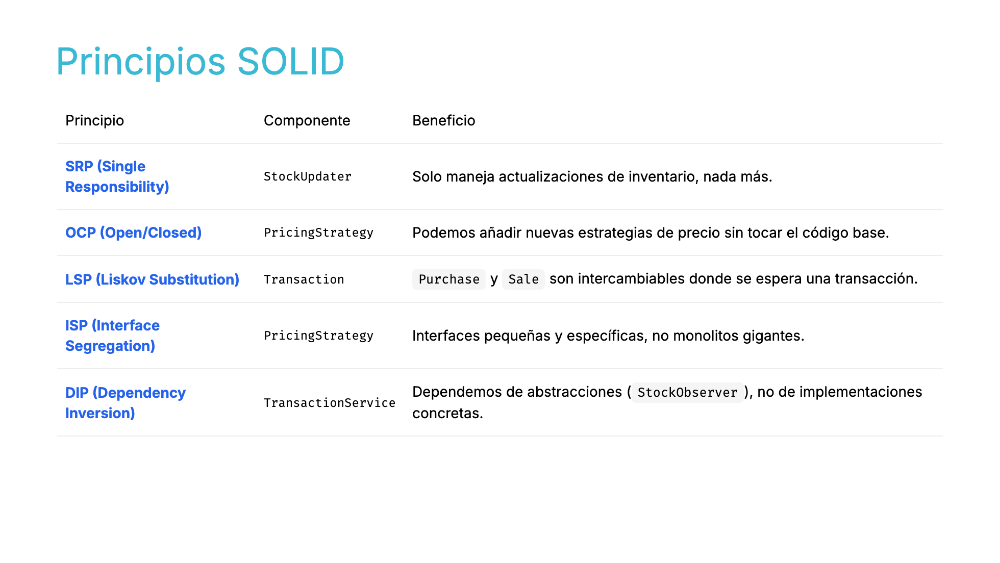 Principios SOLID
Principio Componente Beneficio
SRP (Single
Responsibility)
StockUpdater
Solo maneja actualizaciones de inventario, nada más.
OCP (Open/Closed) PricingStrategy Podemos añadir nuevas estrategias de precio sin tocar el código base.
LSP (Liskov Substitution) Transaction Purchase y Sale son intercambiables donde se espera una transacción.
ISP (Interface
Segregation)
PricingStrategy
Interfaces pequeñas y específicas, no monolitos gigantes.
DIP (Dependency
Inversion)
TransactionService
Dependemos de abstracciones ( StockObserver ), no de implementaciones
concretas.